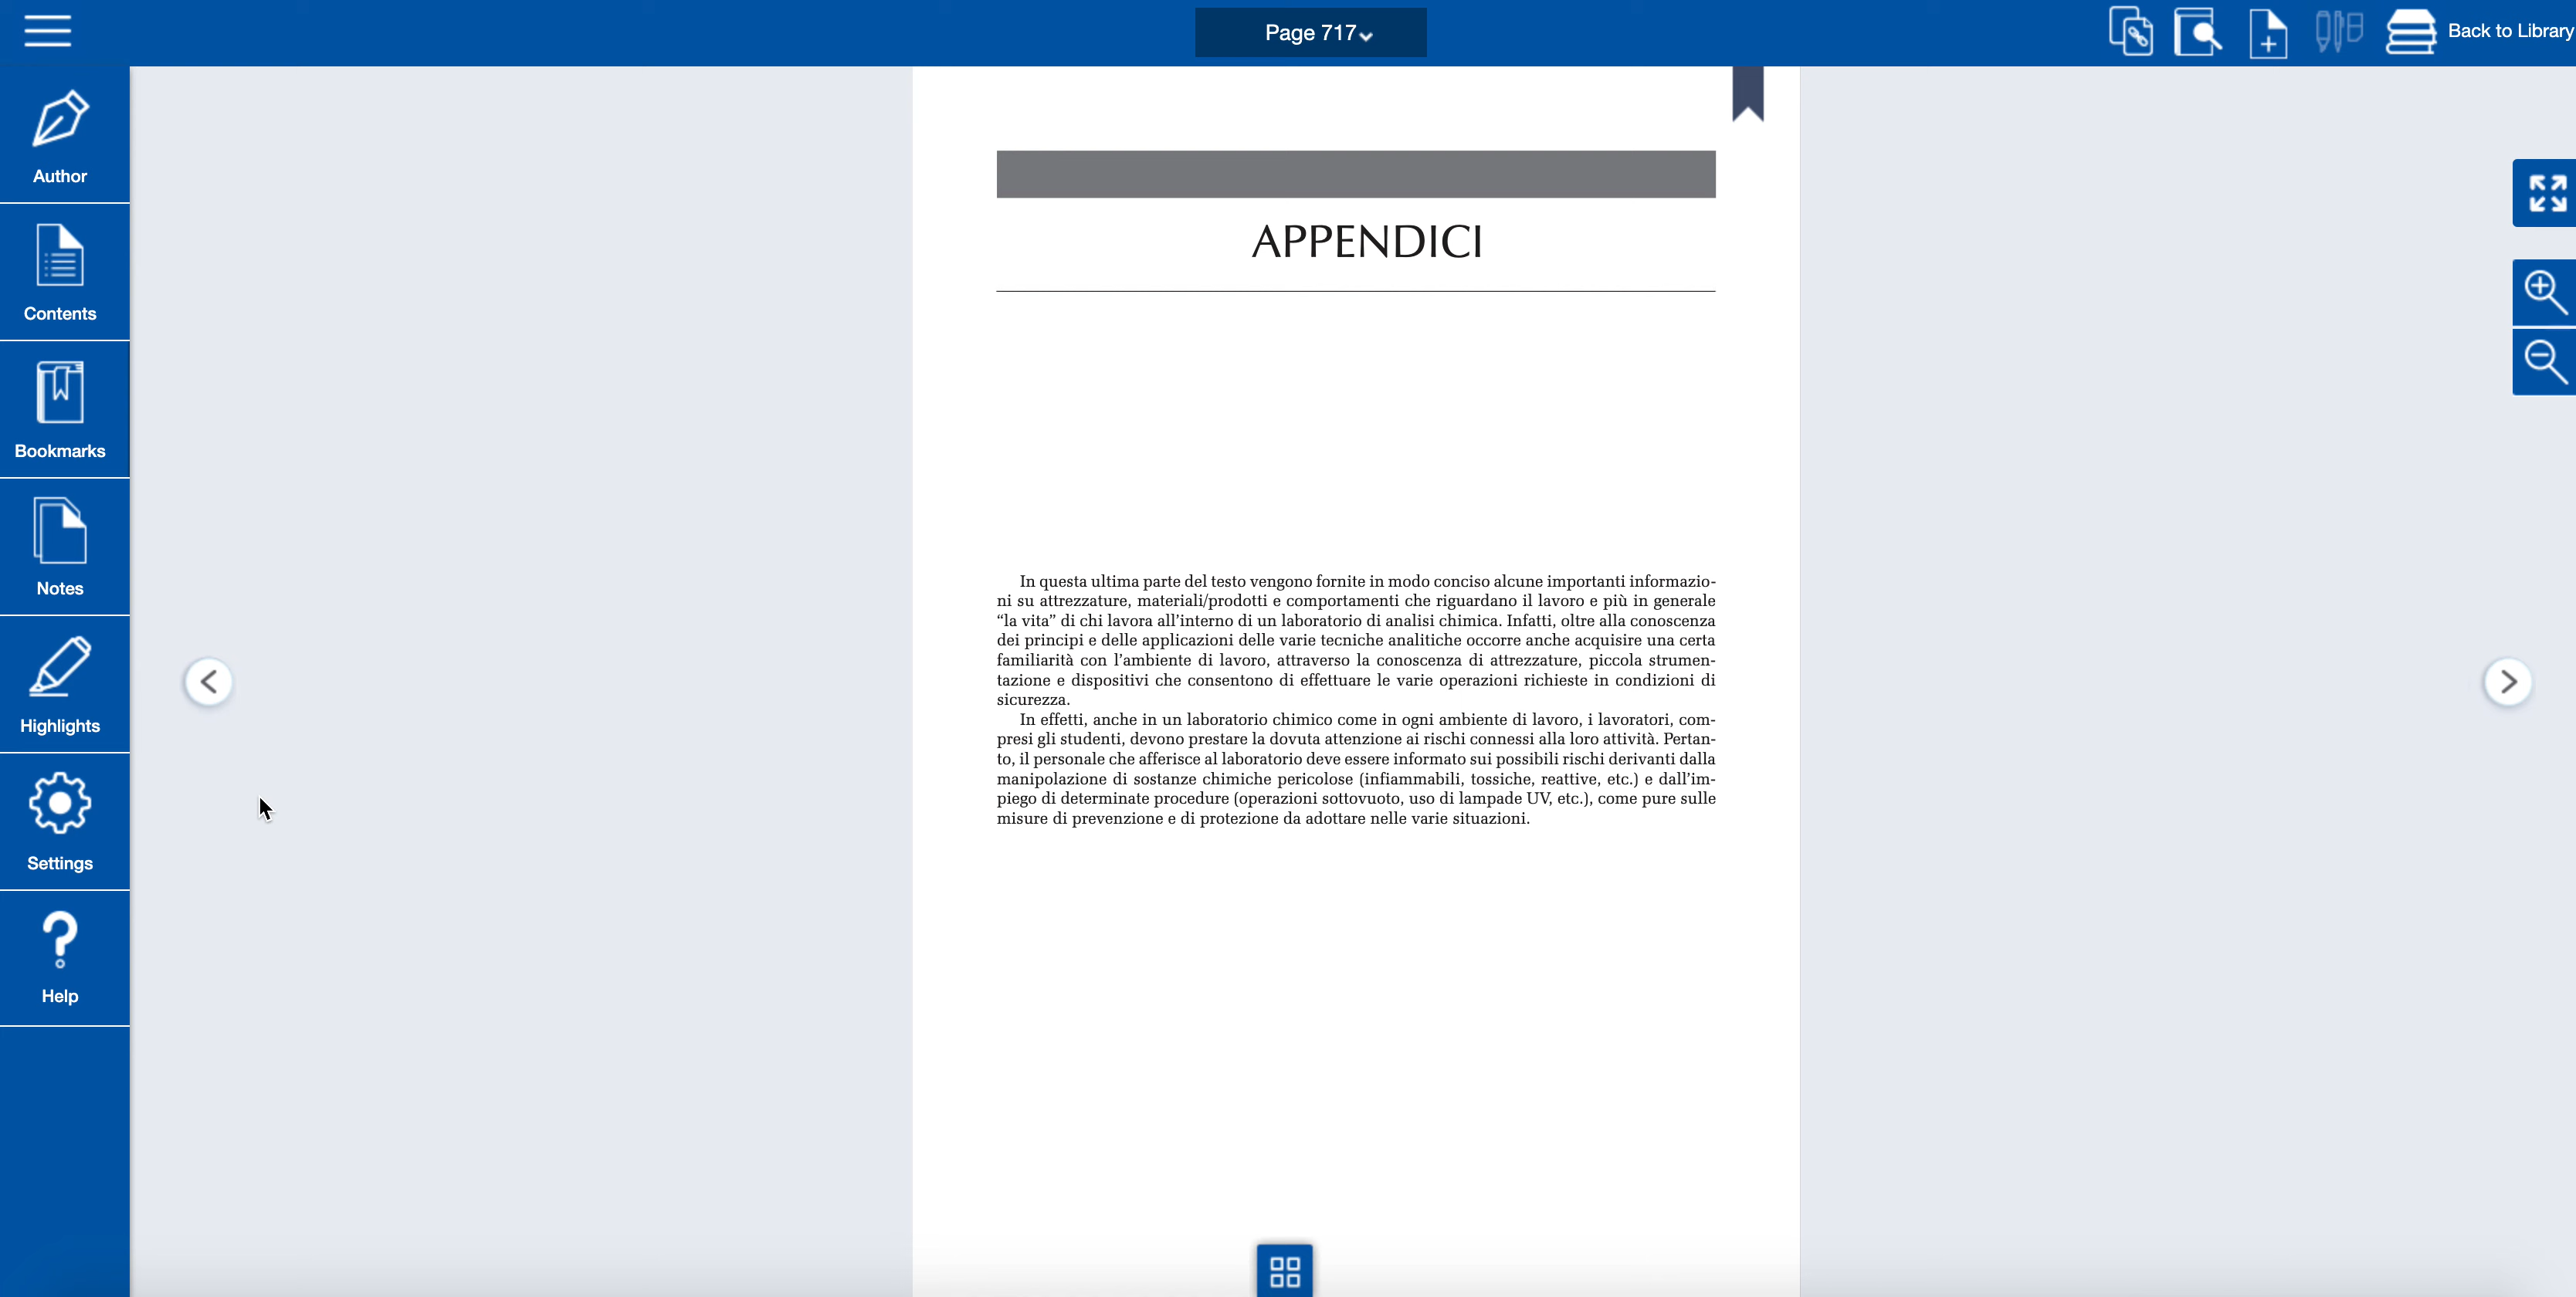 Page 717
Back to Library
Author
Contents
Bookmarks
Notes
Highlights
Settings
Help
APPENDICI
In questa ultima parte del testo vengono fornite in modo conciso alcune importanti informazio-
ni su attrezzature, materiali/prodotti e comportamenti che riguardano il lavoro e più in generale
“la vita” di chi lavora all’interno di un laboratorio di analisi chimica. Infatti, oltre alla conoscenza
dei principi e delle applicazioni delle varie tecniche analitiche occorre anche acquisire una certa
familiarità con l’ambiente di lavoro, attraverso la conoscenza di attrezzature, piccola strumen-
tazione e dispositivi che consentono di effettuare le varie operazioni richieste in condizioni di
sicurezza.
In effetti, anche in un laboratorio chimico come in ogni ambiente di lavoro, i lavoratori, com-
presi gli studenti, devono prestare la dovuta attenzione ai rischi connessi alla loro attività. Pertan-
to, il personale che afferisce al laboratorio deve essere informato sui possibili rischi derivanti dalla
manipolazione di sostanze chimiche pericolose (infiammabili, tossiche, reattive, etc.) e dall’im-
piego di determinate procedure (operazioni sottovuoto, uso di lampade UV, etc.), come pure sulle
misure di prevenzione e di protezione da adottare nelle varie situazioni.